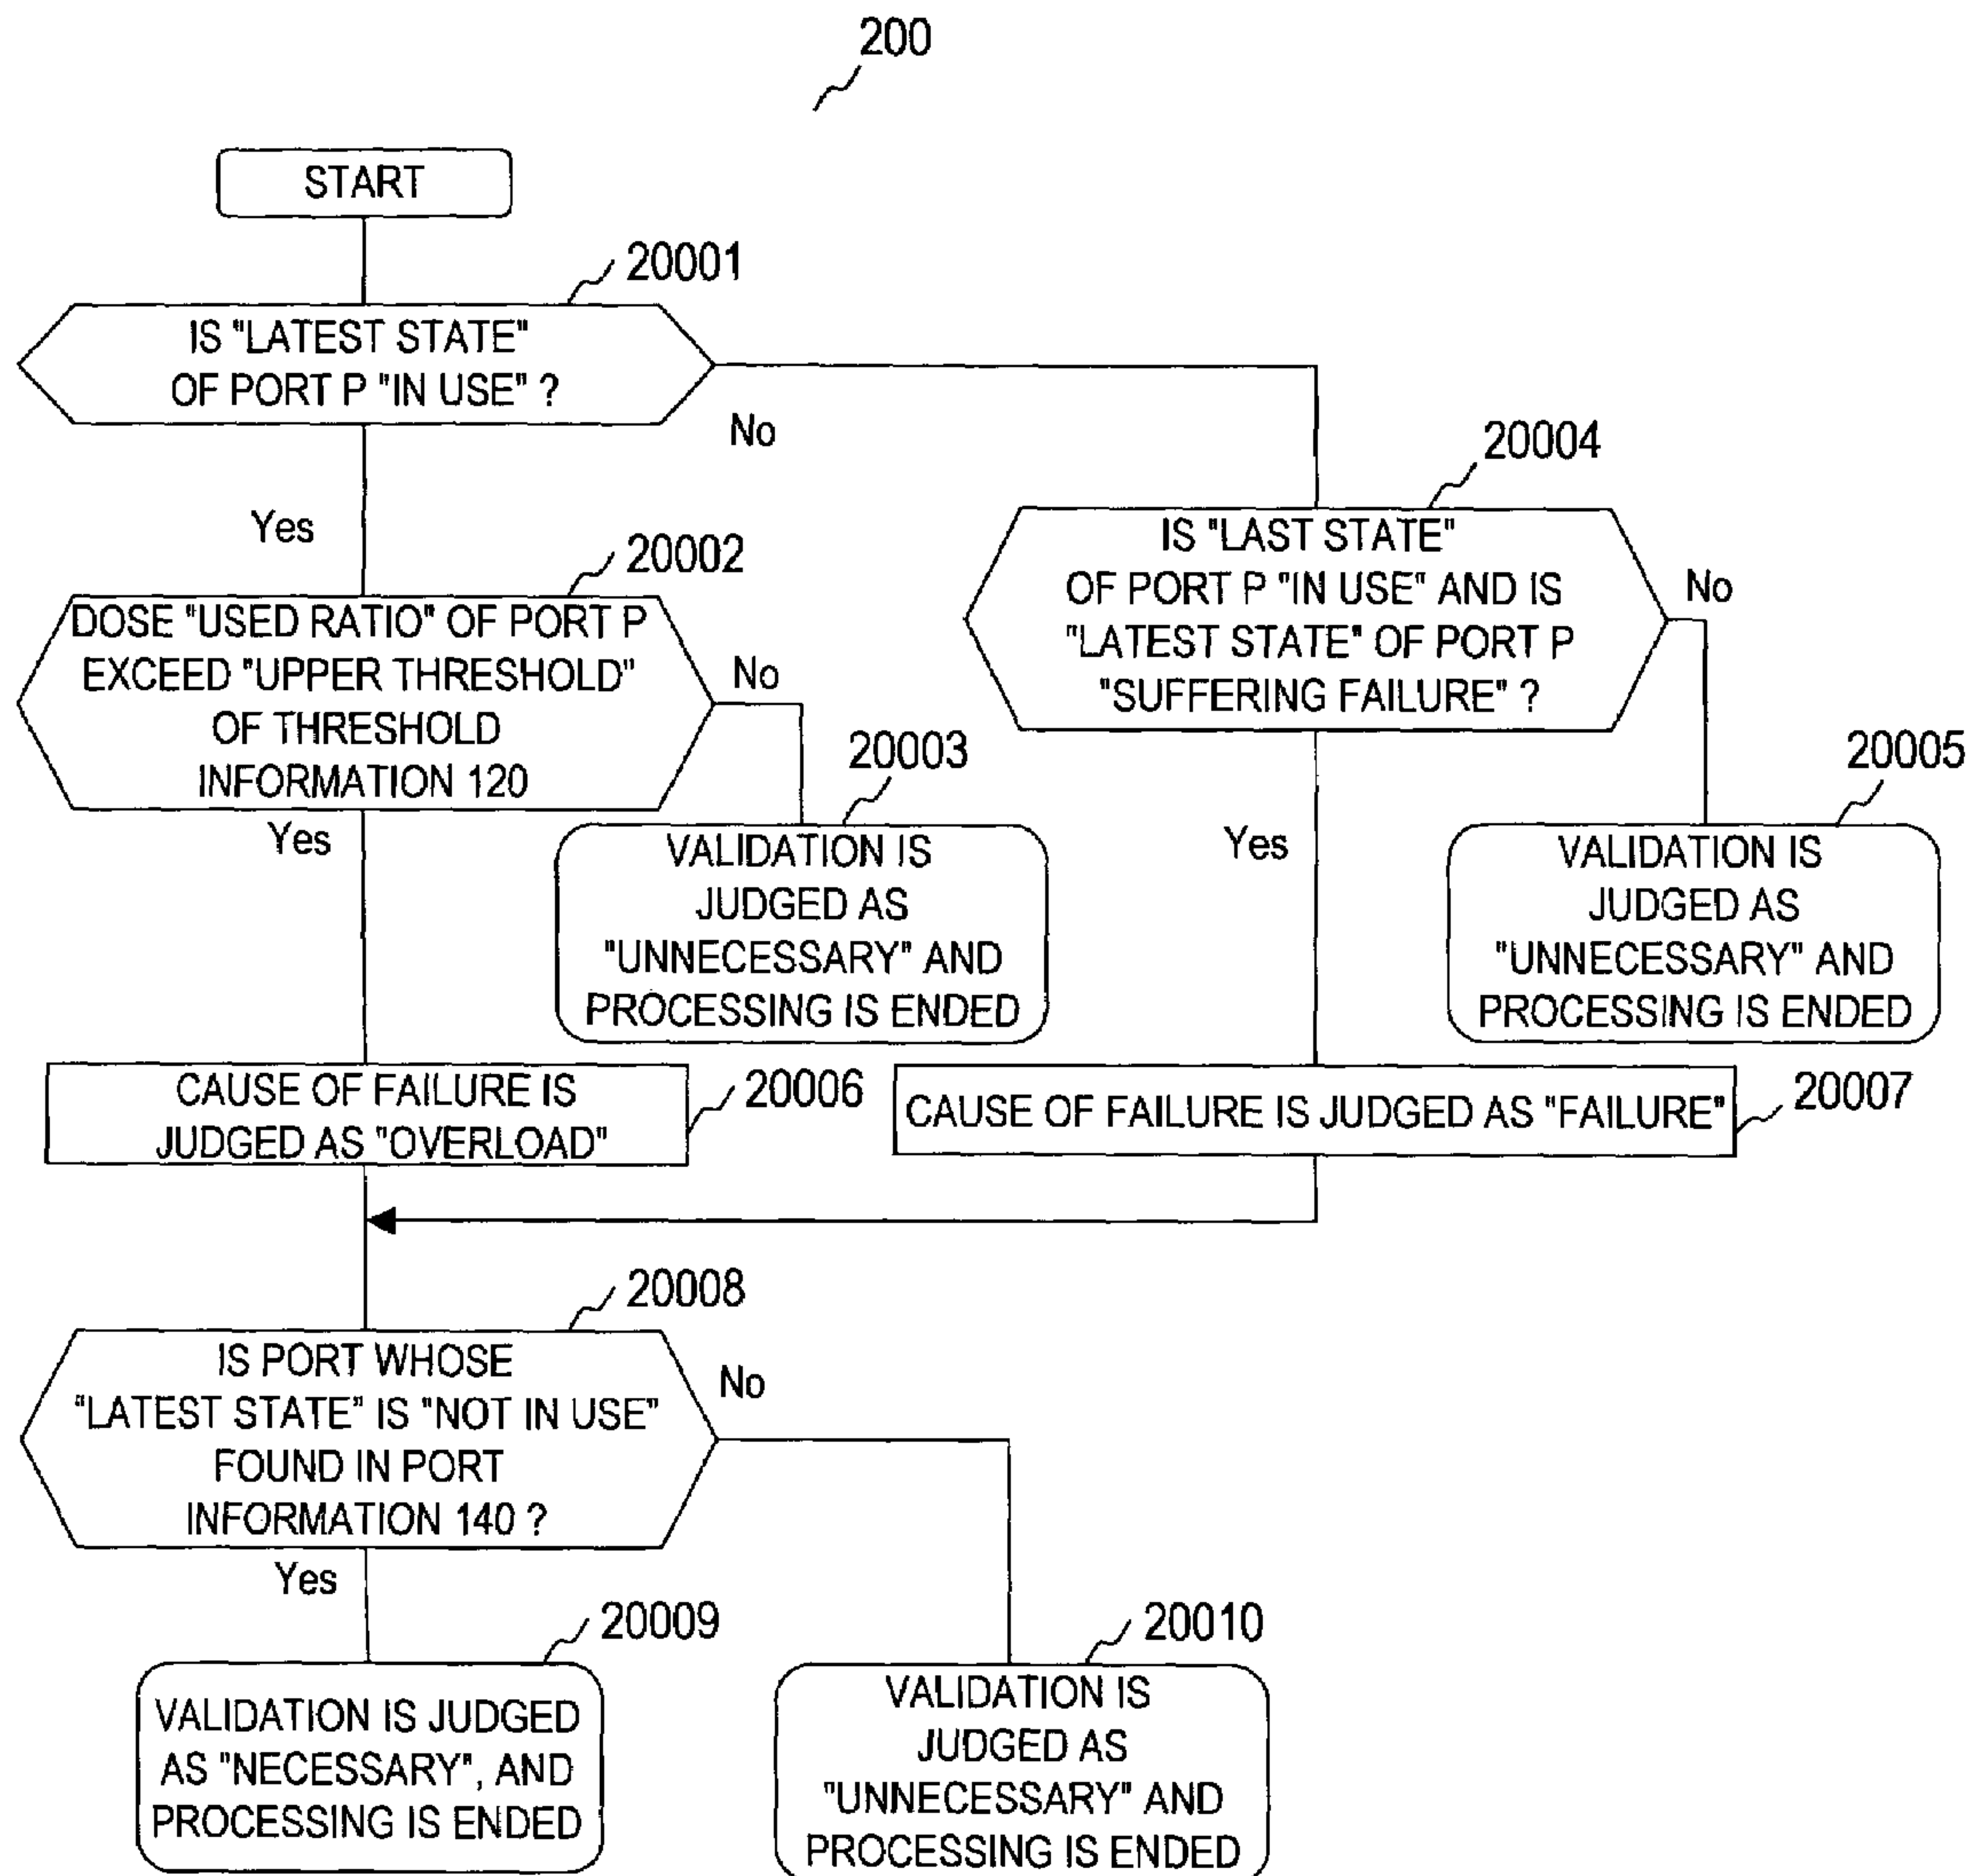 200
START
20001
IS "LATEST STATE"
OF PORT P "IN USE" ?
No
Yes
20004
IS "LAST STATE"
OF PORT P "IN USE" AND IS
"LATEST STATE" OF PORT P
"SUFFERING FAILURE" ?
No
Yes
20002
DOSE "USED RATIO" OF PORT P
EXCEED "UPPER THRESHOLD"
OF THRESHOLD
INFORMATION 120
No
Yes
20003
VALIDATION IS
JUDGED AS
"UNNECESSARY" AND
PROCESSING IS ENDED
20005
VALIDATION IS
JUDGED AS
"UNNECESSARY" AND
PROCESSING IS ENDED
CAUSE OF FAILURE IS
JUDGED AS "OVERLOAD"
20006
CAUSE OF FAILURE IS JUDGED AS "FAILURE"
20007
20008
IS PORT WHOSE
"LATEST STATE" IS "NOT IN USE"
FOUND IN PORT
INFORMATION 140 ?
No
Yes
20009
VALIDATION IS JUDGED
AS "NECESSARY", AND
PROCESSING IS ENDED
20010
VALIDATION IS
JUDGED AS
"UNNECESSARY" AND
PROCESSING IS ENDED